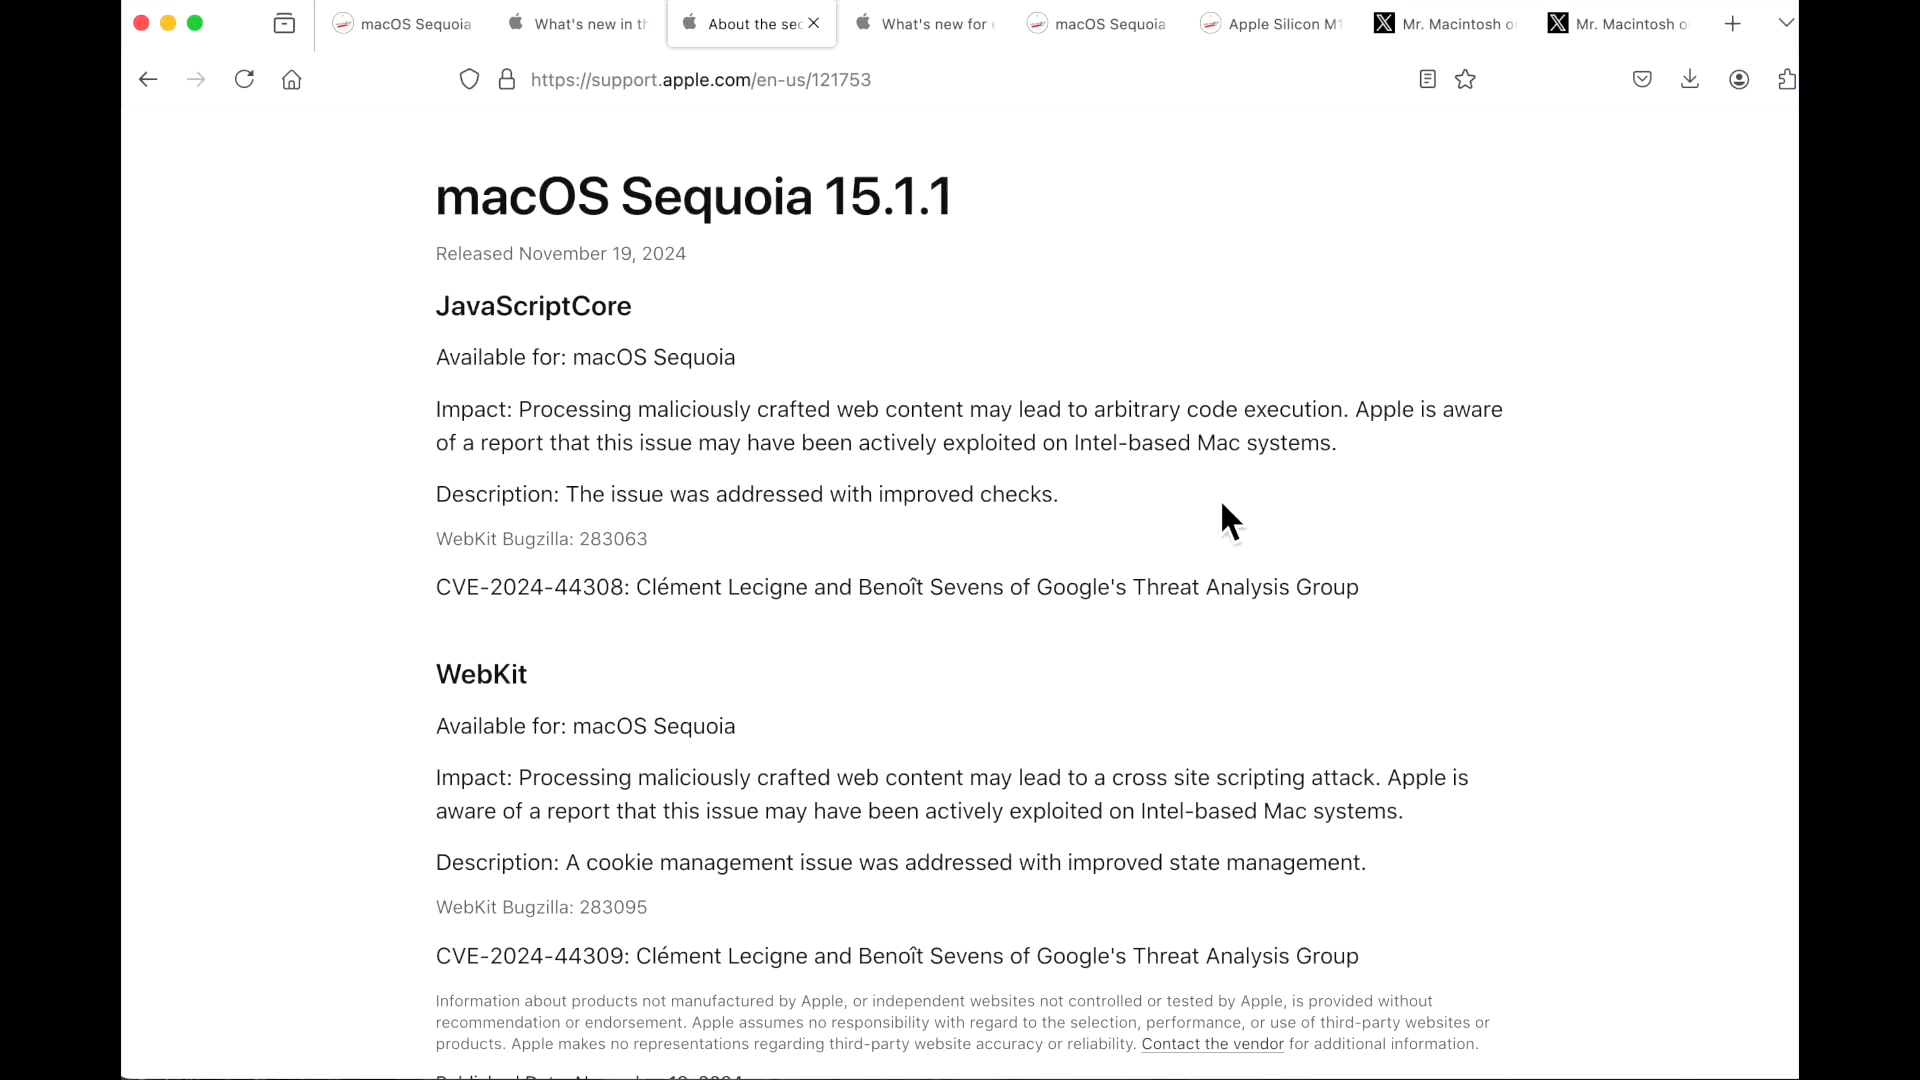 macOS Sequoia
What's new in th
About the sec
What's new for e
macOS Sequoia
Apple Silicon M1
Mr. Macintosh o
Mr. Macintosh o
https://support.apple.com/en-us/121753
macOS Sequoia 15.1.1
Released November 19, 2024
JavaScriptCore
Available for: macOS Sequoia
Impact: Processing maliciously crafted web content may lead to arbitrary code execution. Apple is aware
of a report that this issue may have been actively exploited on Intel-based Mac systems.
Description: The issue was addressed with improved checks.
WebKit Bugzilla: 283063
CVE-2024-44308: Clément Lecigne and Benoît Sevens of Google's Threat Analysis Group
WebKit
Available for: macOS Sequoia
Impact: Processing maliciously crafted web content may lead to a cross site scripting attack. Apple is
aware of a report that this issue may have been actively exploited on Intel-based Mac systems.
Description: A cookie management issue was addressed with improved state management.
WebKit Bugzilla: 283095
CVE-2024-44309: Clément Lecigne and Benoît Sevens of Google's Threat Analysis Group
Information about products not manufactured by Apple, or independent websites not controlled or tested by Apple, is provided without
recommendation or endorsement. Apple assumes no responsibility with regard to the selection, performance, or use of third-party websites or
products. Apple makes no representations regarding third-party website accuracy or reliability. Contact the vendor for additional information.